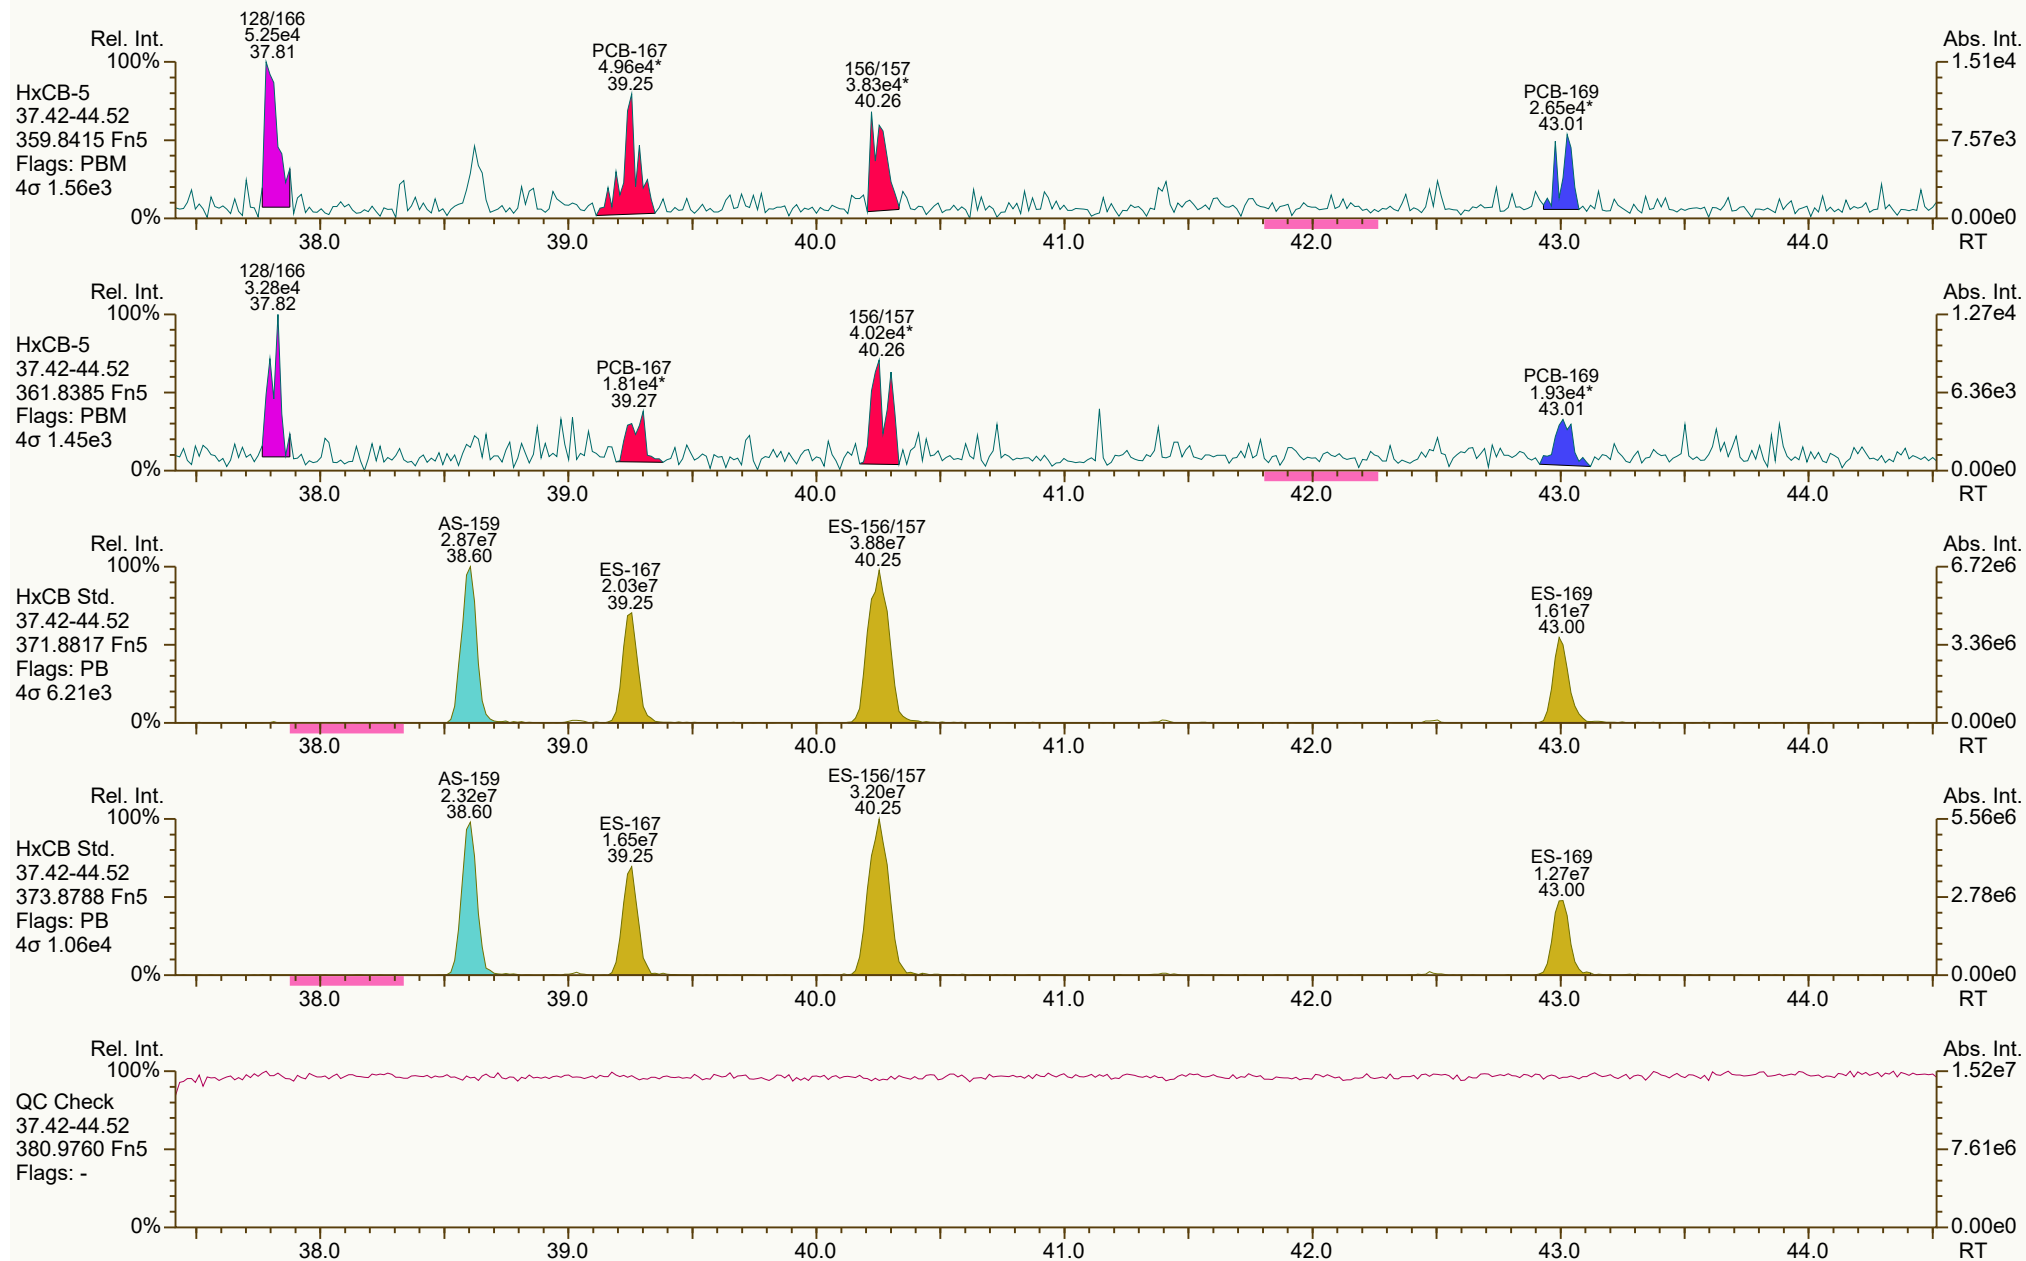 128/166
5.25e4
37.81
PCB-167
4.96e4*
39.25
156/157
3.83e4*
40.26
PCB-169
2.65e4*
43.01
Rel. Int.
Abs. Int.
100%
1.51e4
HxCB-5
37.42-44.52
359.8415 Fn5
Flags: PBM
4σ 1.56e3
7.57e3
0%
0.00e0
38.0 39.0 40.0 41.0 42.0 43.0 44.0 RT
128/166
3.28e4
37.82
PCB-167
1.81e4*
39.27
156/157
4.02e4*
40.26
PCB-169
1.93e4*
43.01
Rel. Int.
Abs. Int.
100%
1.27e4
HxCB-5
37.42-44.52
361.8385 Fn5
Flags: PBM
4σ 1.45e3
6.36e3
0%
0.00e0
38.0 39.0 40.0 41.0 42.0 43.0 44.0 RT
AS-159
2.87e7
38.60
ES-167
2.03e7
39.25
ES-156/157
3.88e7
40.25
ES-169
1.61e7
43.00
Rel. Int.
Abs. Int.
100%
6.72e6
HxCB Std.
37.42-44.52
371.8817 Fn5
Flags: PB
4σ 6.21e3
3.36e6
0%
0.00e0
38.0 39.0 40.0 41.0 42.0 43.0 44.0 RT
AS-159
2.32e7
38.60
ES-167
1.65e7
39.25
ES-156/157
3.20e7
40.25
ES-169
1.27e7
43.00
Rel. Int.
Abs. Int.
100%
5.56e6
HxCB Std.
37.42-44.52
373.8788 Fn5
Flags: PB
4σ 1.06e4
2.78e6
0%
0.00e0
38.0 39.0 40.0 41.0 42.0 43.0 44.0 RT
Rel. Int.
Abs. Int.
100%
1.52e7
QC Check
37.42-44.52
380.9760 Fn5
Flags: -
7.61e6
0%
0.00e0
38.0 39.0 40.0 41.0 42.0 43.0 44.0 RT